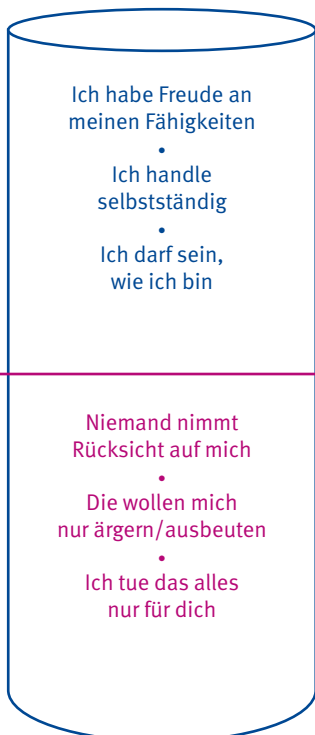 Ich habe Freude an
meinen Fähigkeiten
•
Ich handle
selbstständig
•
Ich darf sein,
wie ich bin
Niemand nimmt
Rücksicht auf mich
•
Die wollen mich
nur ärgern/ausbeuten
•
Ich tue das alles
nur für dich